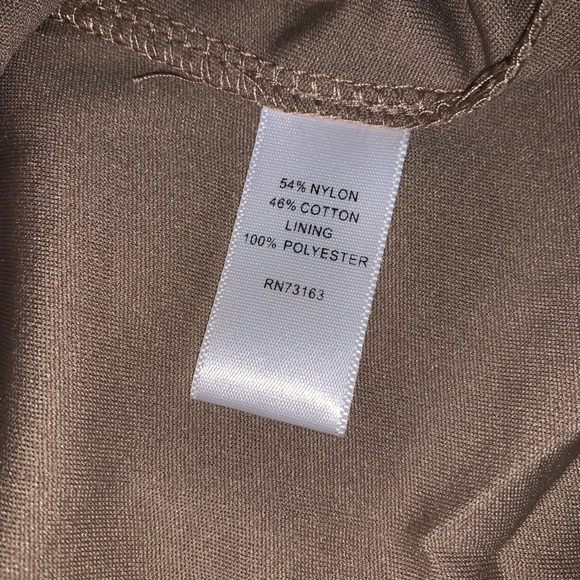 54% NYLON
46% COTTON
LINING
100% POLYESTER
RN73163